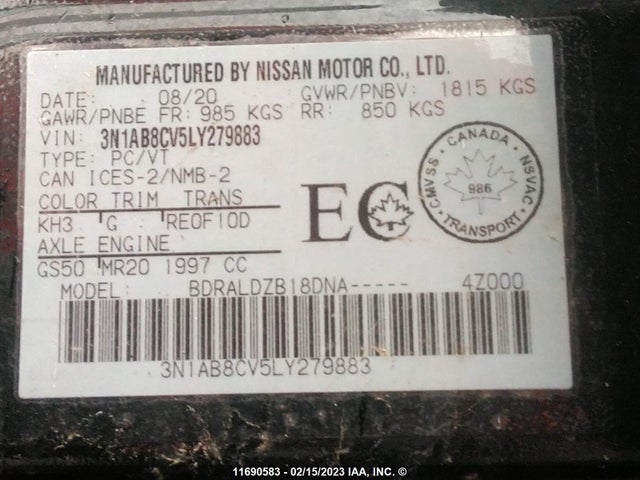 MANUFACTURED BY NISSAN MOTOR CO., LTD.
DATE: 08/20 GVWR/PNBV: 1815 KGS
GAWR/PNBE FR: 985 KGS RR: 850 KGS
VIN: 3N1AB8CV5LY279883
TYPE: PC/VT
CAN ICES-2/NMB-2
COLOR TRIM TRANS
KH3 G RE0F10D
AXLE ENGINE
GS50 MR20 1997 CC
EC
CANADA
CMVSS NSVAC
986
TRANSPORT
MODEL: BDRALDZB18DNA----- 4Z000
3N1AB8CV5LY279883
11690583 - 02/15/2023 IAA, INC. ©